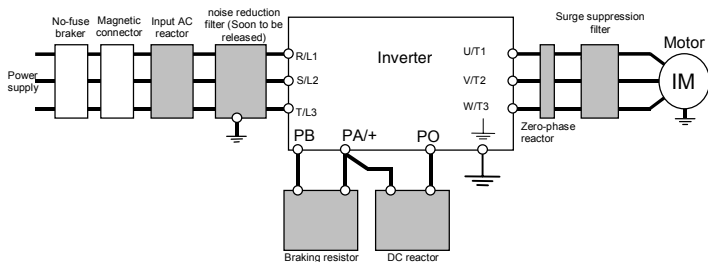 No-fuse
braker
Magnetic
connector
Input AC
reactor
noise reduction
filter (Soon to be
released)
Power
supply
R/L1
S/L2
T/L3
Inverter
U/T1
V/T2
W/T3
PB
PA/+
PO
Zero-phase
reactor
Surge suppression
filter
Motor
IM
Braking resistor
DC reactor